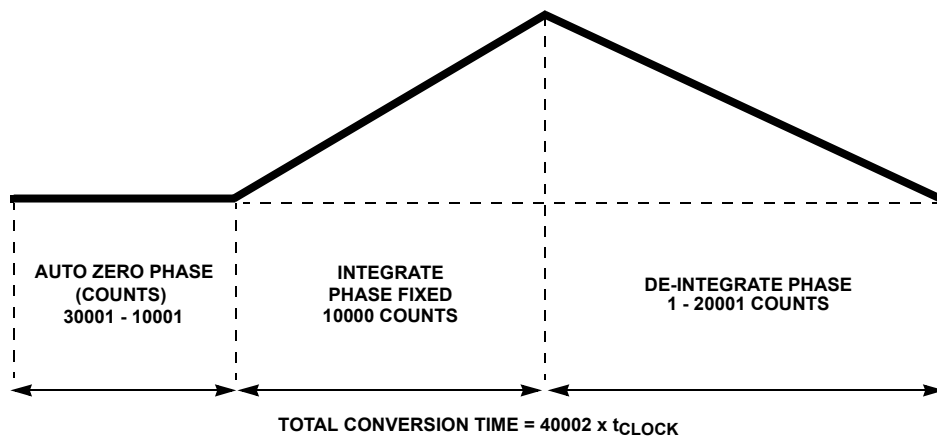 AUTO ZERO PHASE
(COUNTS)
30001 - 10001
INTEGRATE
PHASE FIXED
10000 COUNTS
DE-INTEGRATE PHASE
1 - 20001 COUNTS
TOTAL CONVERSION TIME = 40002 x tCLOCK